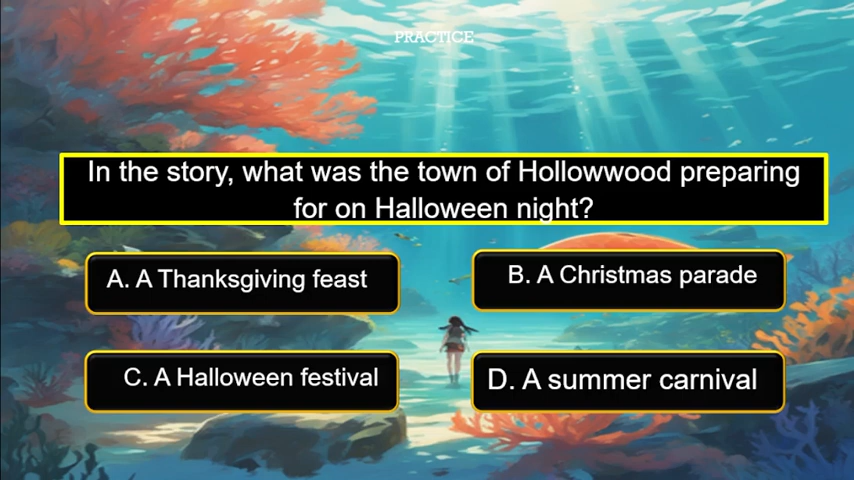 PRACTICE
In the story, what was the town of Hollowwood preparing
for on Halloween night?
A. A Thanksgiving feast
B. A Christmas parade
C. A Halloween festival
D. A summer carnival